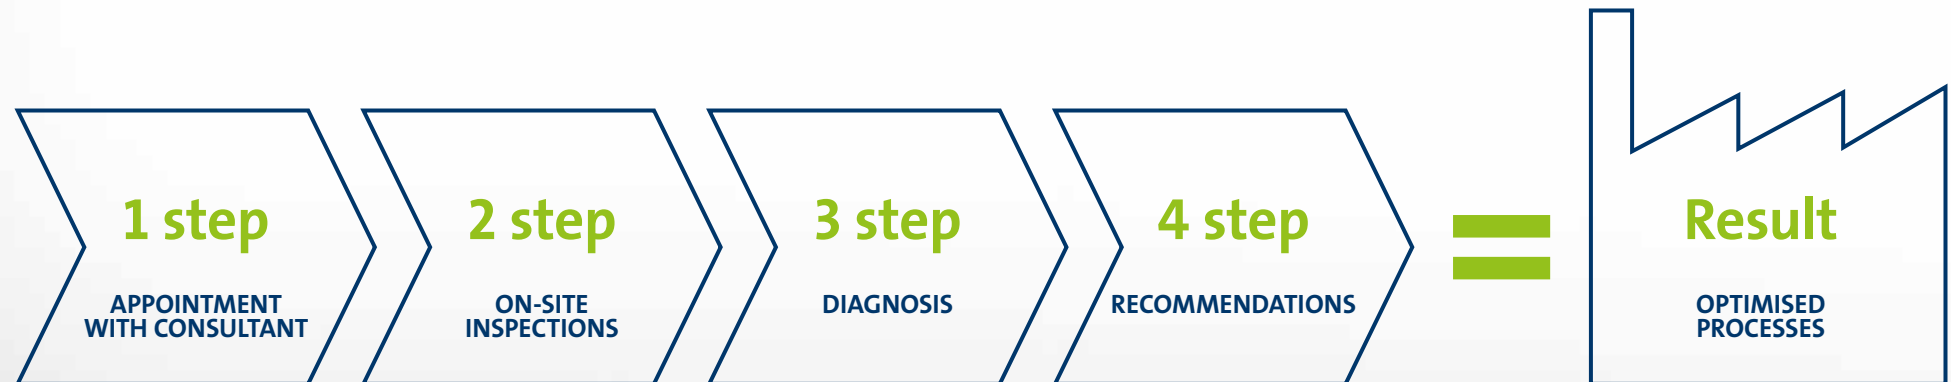 1 step
APPOINTMENT
WITH CONSULTANT
2 step
ON-SITE
INSPECTIONS
3 step
DIAGNOSIS
4 step
RECOMMENDATIONS
=
Result
OPTIMISED
PROCESSES